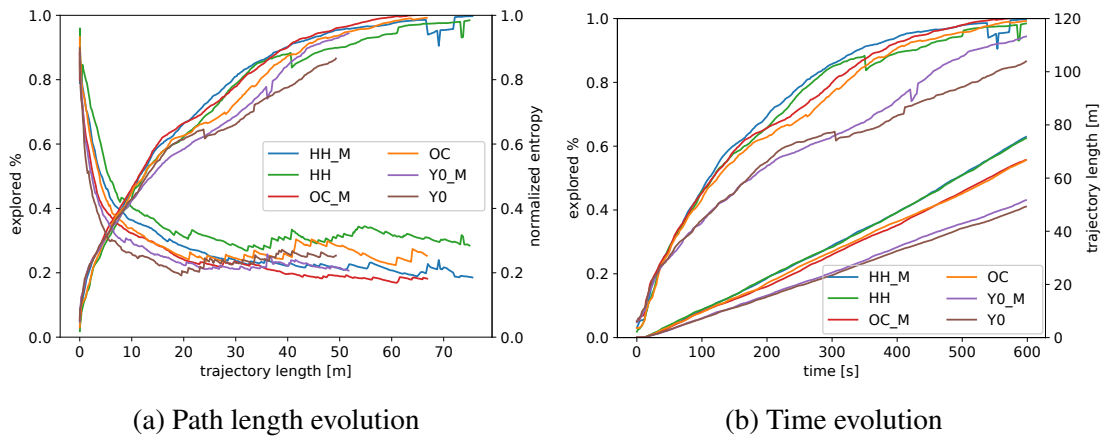 1.0
0.8
0.6
0.4
0.2
0.0
explored %
0 10 20 30 40 50 60 70
trajectory length [m]
1.0
0.8
0.6
0.4
0.2
0.0
normalized entropy
HH_M OC
HH Y0_M
OC_M Y0
(a) Path length evolution
1.0
0.8
0.6
0.4
0.2
0.0
explored %
0 100 200 300 400 500 600
time [s]
120
100
80
60
40
20
0
trajectory length [m]
HH_M OC
HH Y0_M
OC_M Y0
(b) Time evolution